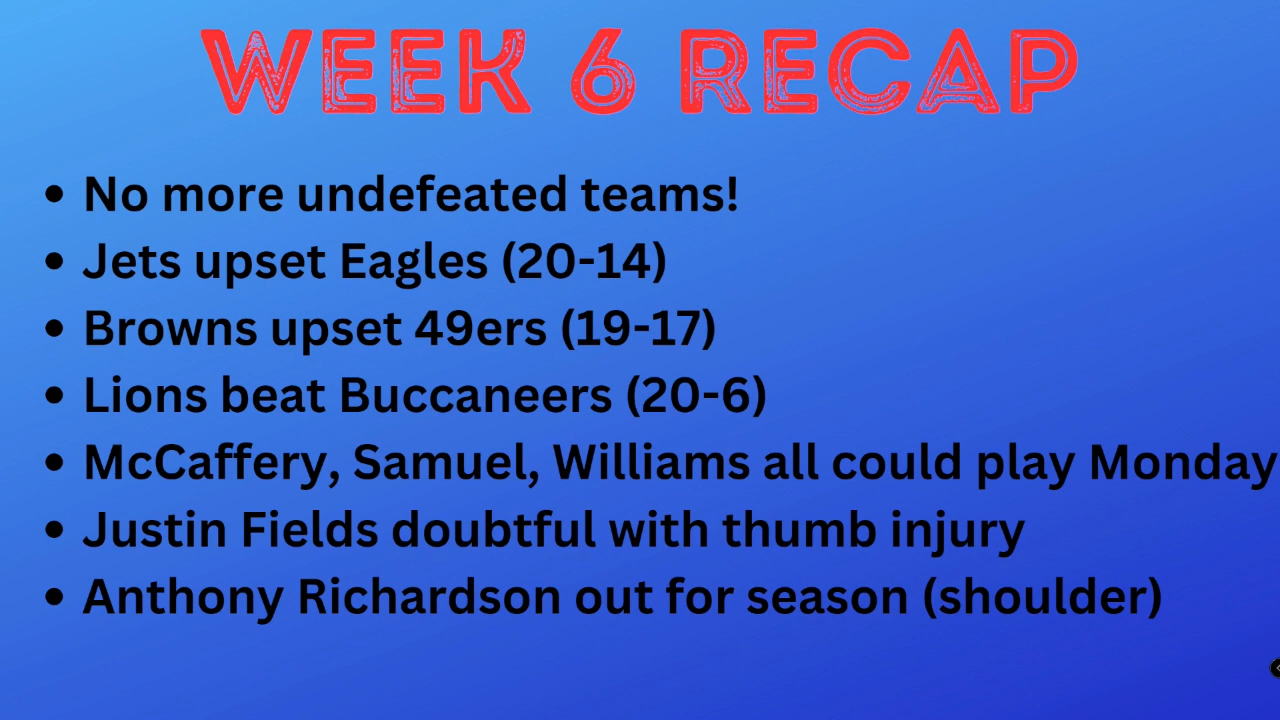 WEEK 6 RECAP
• No more undefeated teams!
• Jets upset Eagles (20-14)
• Browns upset 49ers (19-17)
• Lions beat Buccaneers (20-6)
• McCaffery, Samuel, Williams all could play Monday
• Justin Fields doubtful with thumb injury
• Anthony Richardson out for season (shoulder)